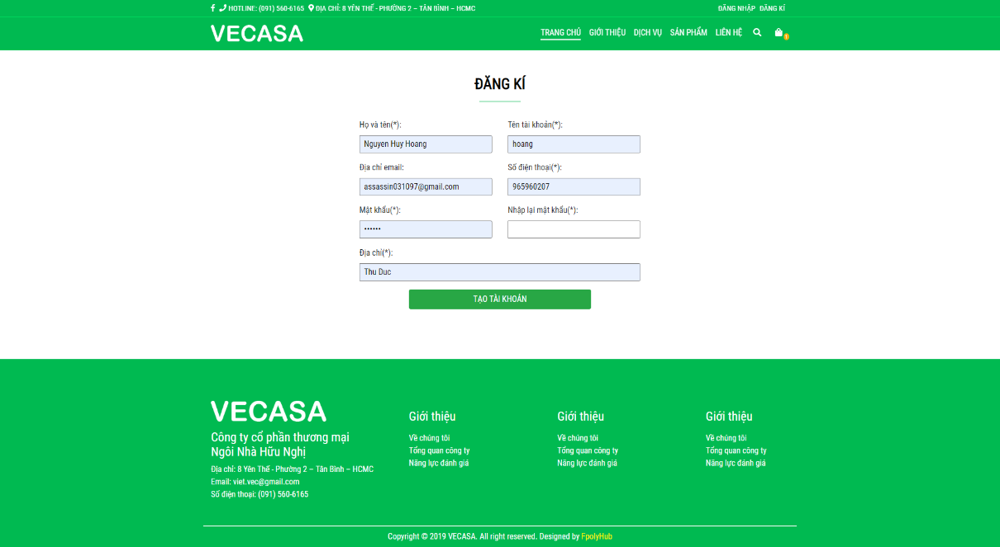 HOTLINE: (091) 560-6165 ĐỊA CHỈ: 8 YÊN THẾ - PHƯỜNG 2 – TÂN BÌNH – HCMC ĐĂNG NHẬP ĐĂNG KÍ
VECASA TRANG CHỦ GIỚI THIỆU DỊCH VỤ SẢN PHẨM LIÊN HỆ
ĐĂNG KÍ
Họ và tên(*): Tên tài khoản(*):
Nguyen Huy Hoang hoang
Địa chỉ email: Số điện thoại(*):
assassin031097@gmail.com 965960207
Mật khẩu(*): Nhập lại mật khẩu(*):
••••••
Địa chỉ(*):
Thu Duc
TẠO TÀI KHOẢN
VECASA
Công ty cổ phần thương mại
Ngôi Nhà Hữu Nghị
Địa chỉ: 8 Yên Thế - Phường 2 – Tân Bình – HCMC
Email: viet.vec@gmail.com
Số điện thoại: (091) 560-6165
Giới thiệu
Về chúng tôi
Tổng quan công ty
Năng lực đánh giá
Giới thiệu
Về chúng tôi
Tổng quan công ty
Năng lực đánh giá
Giới thiệu
Về chúng tôi
Tổng quan công ty
Năng lực đánh giá
Copyright © 2019 VECASA. All right reserved. Designed by FpolyHub